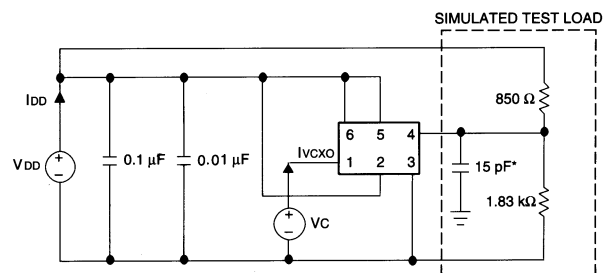 SIMULATED TEST LOAD
IDD
VDD
+
−
0.1 µF
0.01 µF
IVCXO
6 5 4
1 2 3
+
−
VC
850 Ω
15 pF*
1.83 kΩ